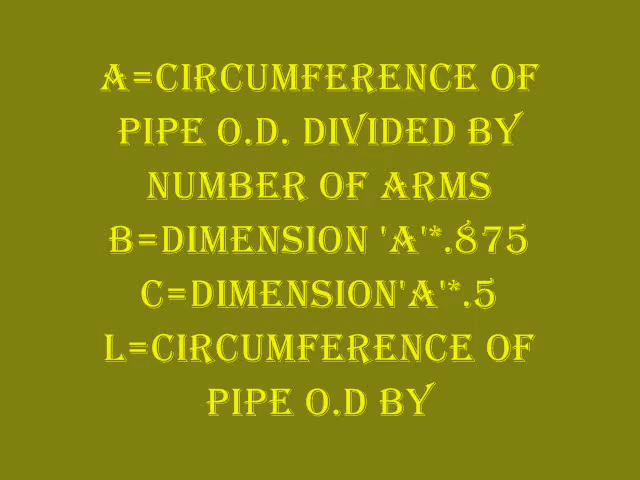 A=CIRCUMFERENCE OF
PIPE O.D. DIVIDED BY
NUMBER OF ARMS
B=DIMENSION 'A'*.875
C=DIMENSION'A'*.5
L=CIRCUMFERENCE OF
PIPE O.D BY